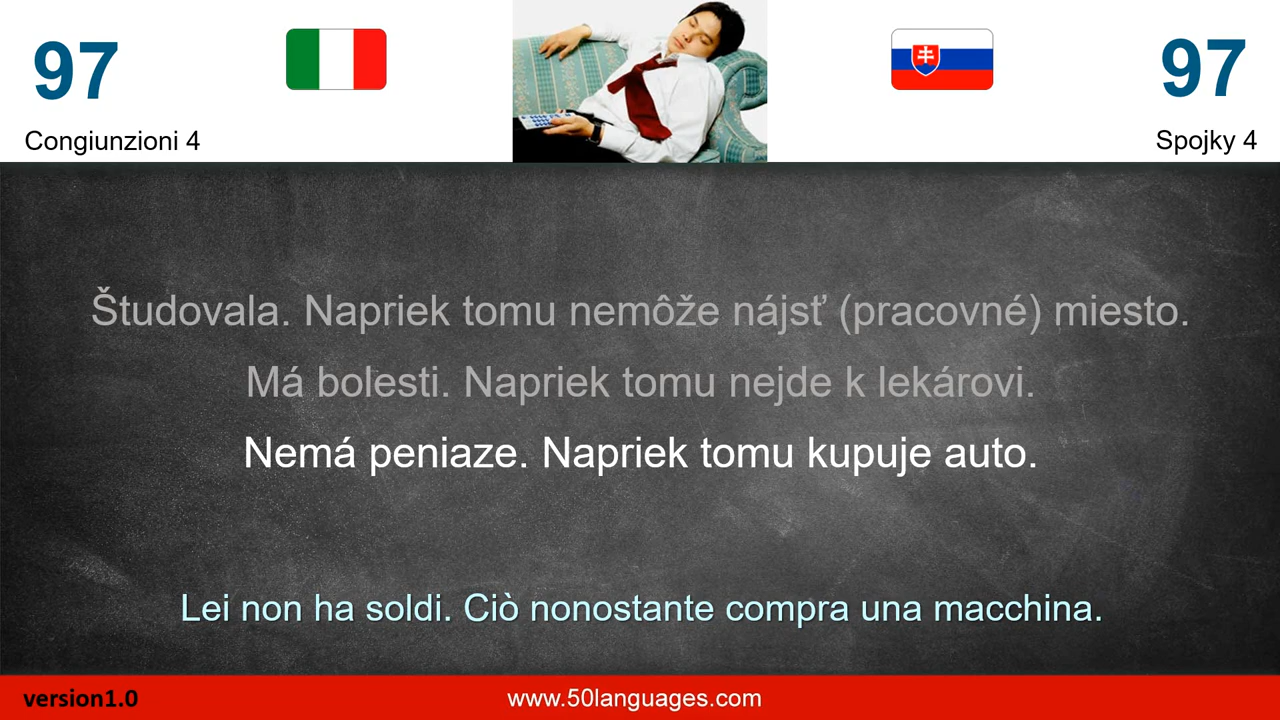 97
97
Congiunzioni 4
Spojky 4
Študovala. Napriek tomu nemôže nájsť (pracovné) miesto.
Má bolesti. Napriek tomu nejde k lekárovi.
Nemá peniaze. Napriek tomu kupuje auto.
Lei non ha soldi. Ciò nonostante compra una macchina.
version1.0
www.50languages.com